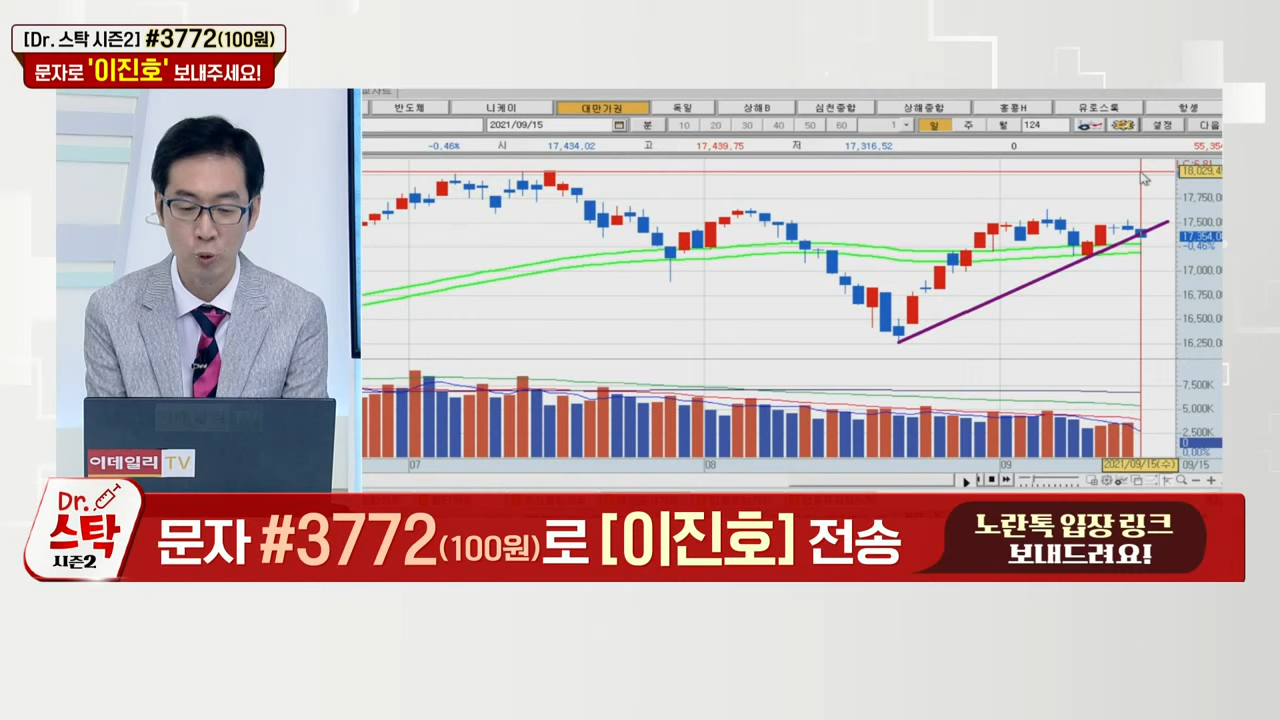 [Dr. 스탁 시즌2] #3772(100원)
문자로 '이진호' 보내주세요!
반도체 니케이 대만가권 독일 상해B 심천종합 상해종합 홍콩H 유로스톡 항셍
2021/09/15 분 10 20 30 40 50 60 1 일 주 월 124 설정 다음
-0.46% 시 17,434.02 고 17,439.75 저 17,316.52 0 55,354
18,029.4
17,750.0
17,500.0
17,354.0
-0.46%
17,000.0
16,750.0
16,500.0
16,250.0
7,500K
5,000K
2,500K
0
0.00%
07 08 09 2021/09/15(수) 09/15
이데일리 TV
Dr.
스탁
시즌2
문자 #3772(100원)로 [이진호] 전송
노란톡 입장 링크
보내드려요!